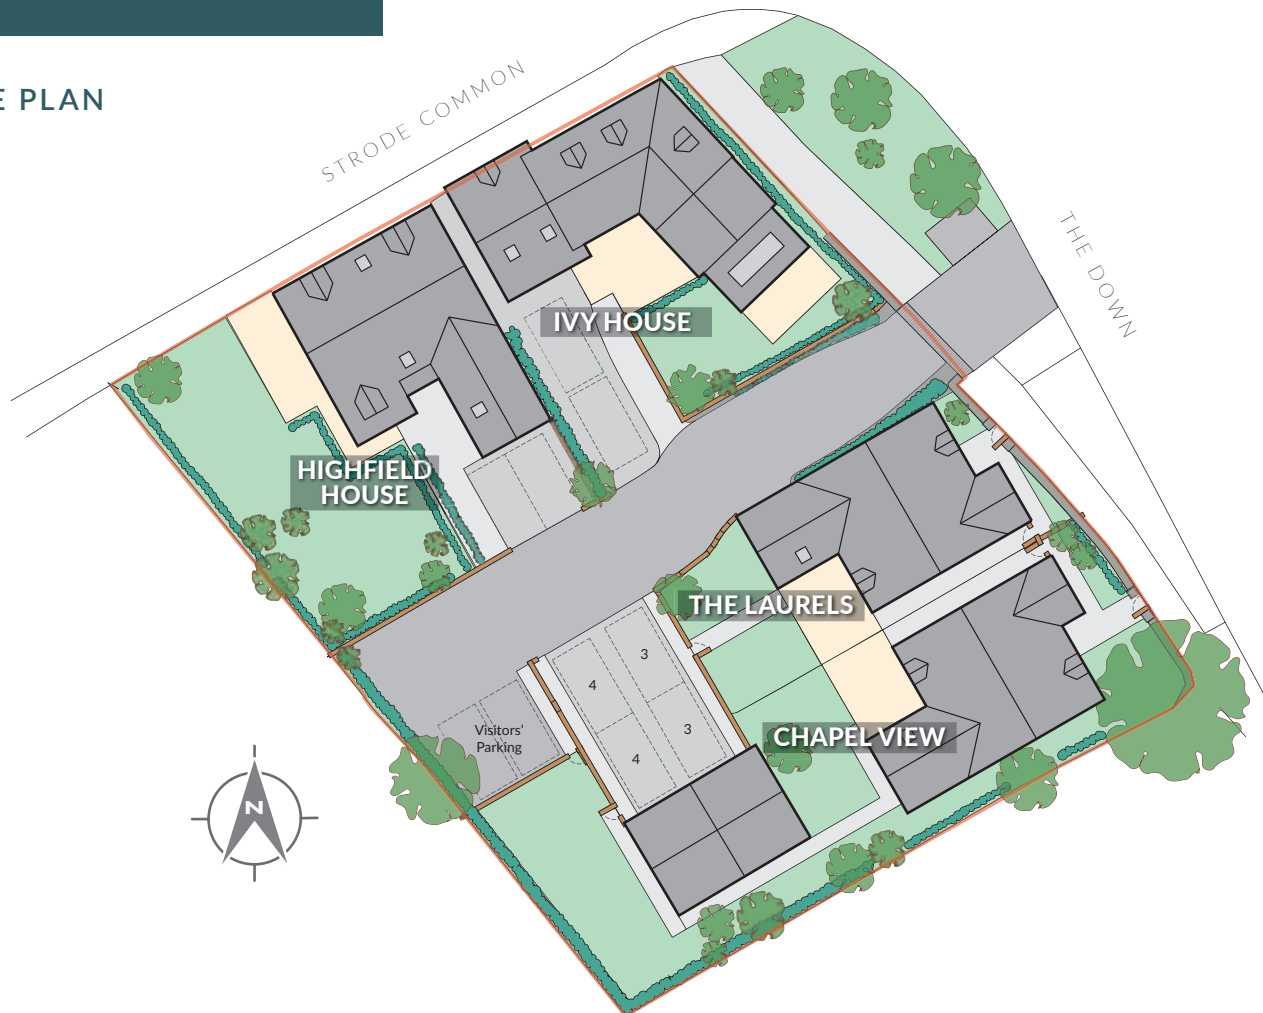 E PLAN
STRODE COMMON
THE DOWN
IVY HOUSE
HIGHFIELD
HOUSE
THE LAURELS
3
4
3
4
Visitors'
Parking
CHAPEL VIEW
N